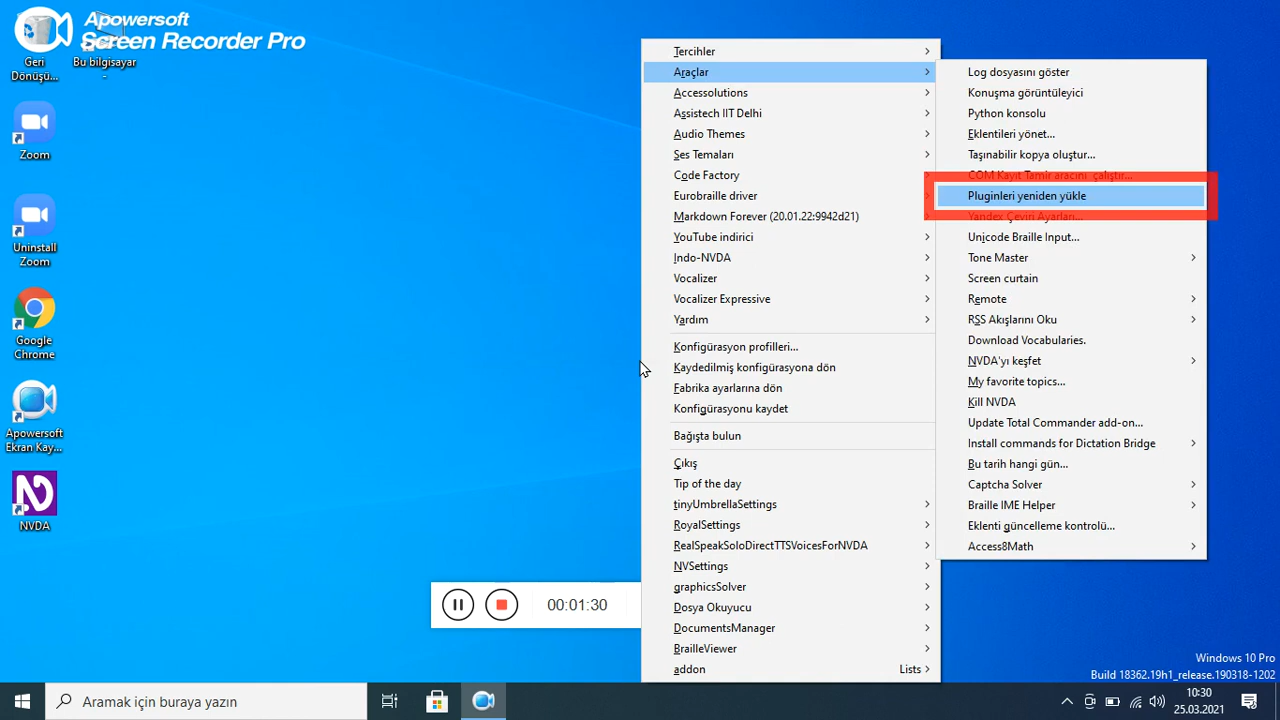 Apowersoft
Screen Recorder Pro
Geri
Dönüşü...
Bu bilgisayar
-
Zoom
Uninstall
Zoom
Google
Chrome
Apowersoft
Ekran Kay...
NVDA
Tercihler
Araçlar
Accessolutions
Assistech IIT Delhi
Audio Themes
Ses Temaları
Code Factory
Eurobraille driver
Markdown Forever (20.01.22:9942d21)
YouTube indirici
Indo-NVDA
Vocalizer
Vocalizer Expressive
Yardım
Konfigürasyon profilleri...
Kaydedilmiş konfigürasyona dön
Fabrika ayarlarına dön
Konfigürasyonu kaydet
Bağışta bulun
Çıkış
Tip of the day
tinyUmbrellaSettings
RoyalSettings
RealSpeakSoloDirectTTSVoicesForNVDA
NVSettings
graphicsSolver
Dosya Okuyucu
DocumentsManager
BrailleViewer
addon Lists
Log dosyasını göster
Konuşma görüntüleyici
Python konsolu
Eklentileri yönet...
Taşınabilir kopya oluştur...
COM Kayıt Tamir aracını çalıştır...
Pluginleri yeniden yükle
Yandex Çeviri Ayarları...
Unicode Braille Input...
Tone Master
Screen curtain
Remote
RSS Akışlarını Oku
Download Vocabularies.
NVDA'yı keşfet
My favorite topics...
Kill NVDA
Update Total Commander add-on...
Install commands for Dictation Bridge
Bu tarih hangi gün...
Captcha Solver
Braille IME Helper
Eklenti güncelleme kontrolü...
Access8Math
00:01:30
Windows 10 Pro
Build 18362.19h1_release.190318-1202
Aramak için buraya yazın
10:30
25.03.2021